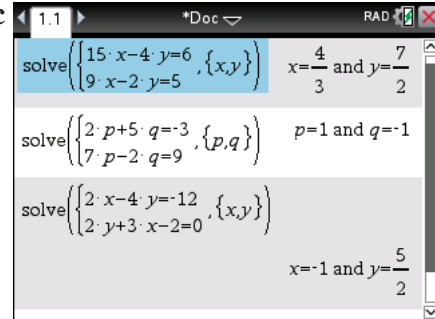 c
1.1 *Doc RAD
solve({15·x-4·y=6, 9·x-2·y=5, {x,y}) x=4/3 and y=7/2
solve({2·p+5·q=-3, 7·p-2·q=9, {p,q}) p=1 and q=-1
solve({2·x-4·y=-12, 2·y+3·x-2=0, {x,y})
x=-1 and y=5/2